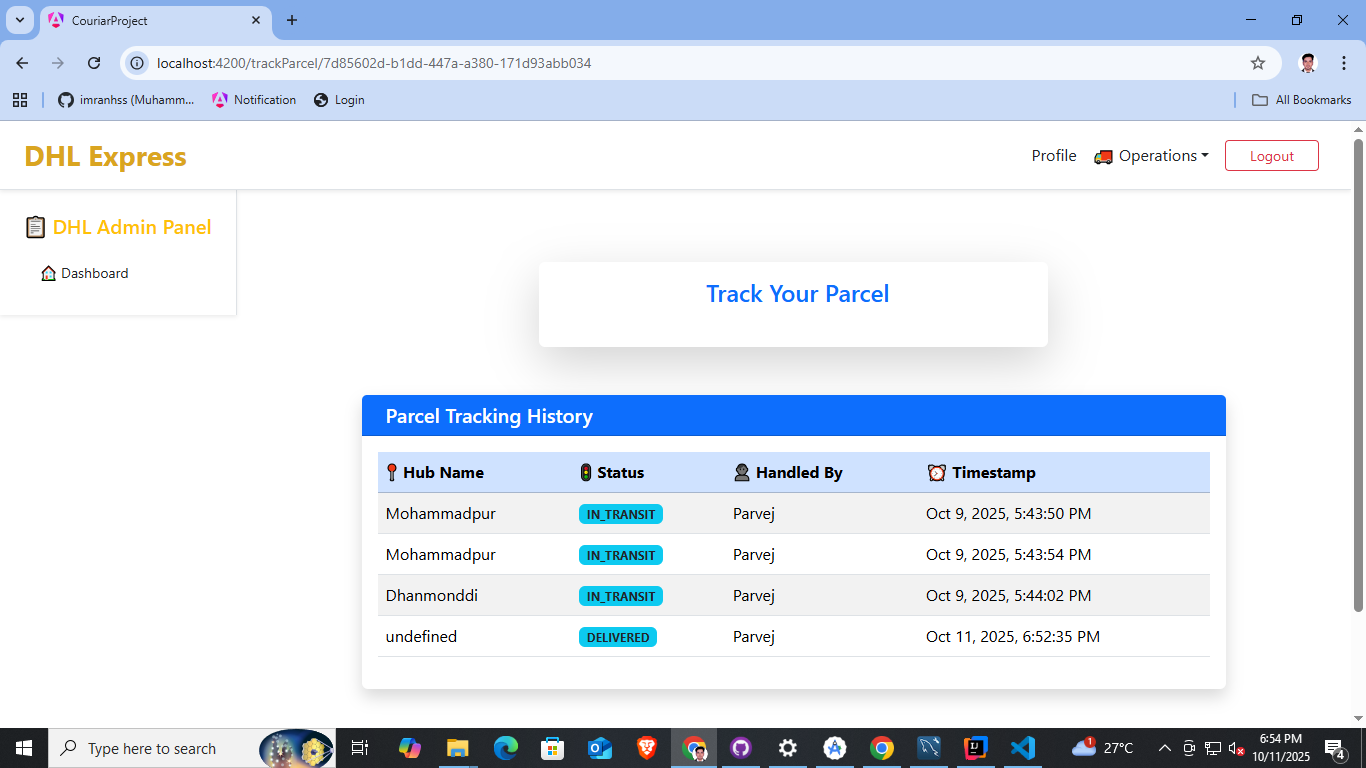 CouriarProject
localhost:4200/trackParcel/7d85602d-b1dd-447a-a380-171d93abb034
imranhss (Muhamm... Notification Login All Bookmarks
DHL Express Profile Operations Logout
DHL Admin Panel
Dashboard
Track Your Parcel
Parcel Tracking History
Hub Name Status Handled By Timestamp
Mohammadpur IN_TRANSIT Parvej Oct 9, 2025, 5:43:50 PM
Mohammadpur IN_TRANSIT Parvej Oct 9, 2025, 5:43:54 PM
Dhanmonddi IN_TRANSIT Parvej Oct 9, 2025, 5:44:02 PM
undefined DELIVERED Parvej Oct 11, 2025, 6:52:35 PM
Type here to search 1 27°C 6:54 PM
10/11/2025 4